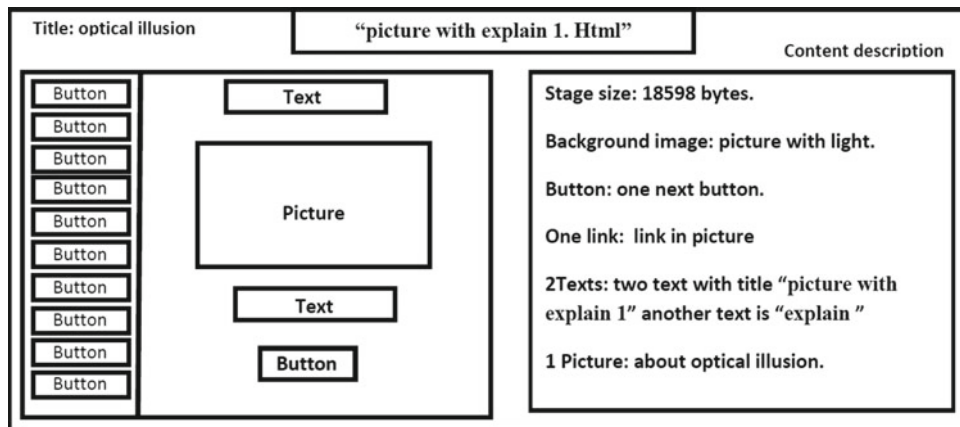 Title: optical illusion
“picture with explain 1. Html”
Content description
Button
Button
Button
Button
Button
Button
Button
Button
Button
Button
Text
Picture
Text
Button
Stage size: 18598 bytes.
Background image: picture with light.
Button: one next button.
One link: link in picture
2Texts: two text with title “picture with
explain 1” another text is “explain ”
1 Picture: about optical illusion.